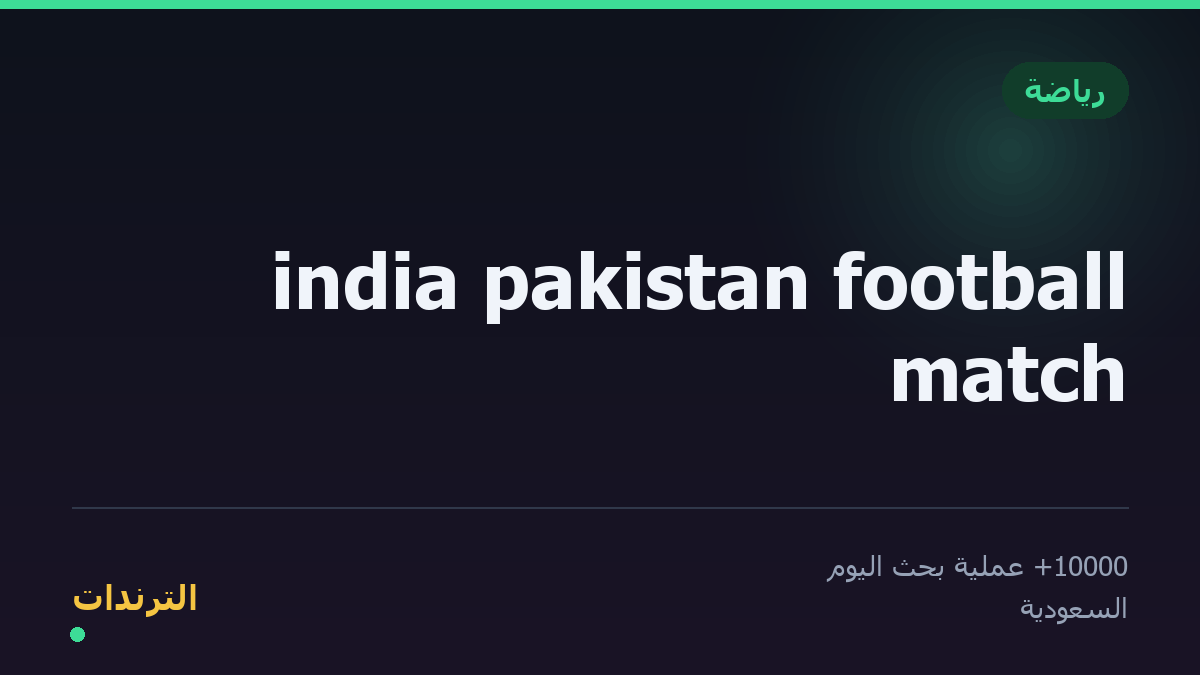 رياضة
india pakistan football
match
+10000 عملية بحث اليوم
السعودية
الترندات